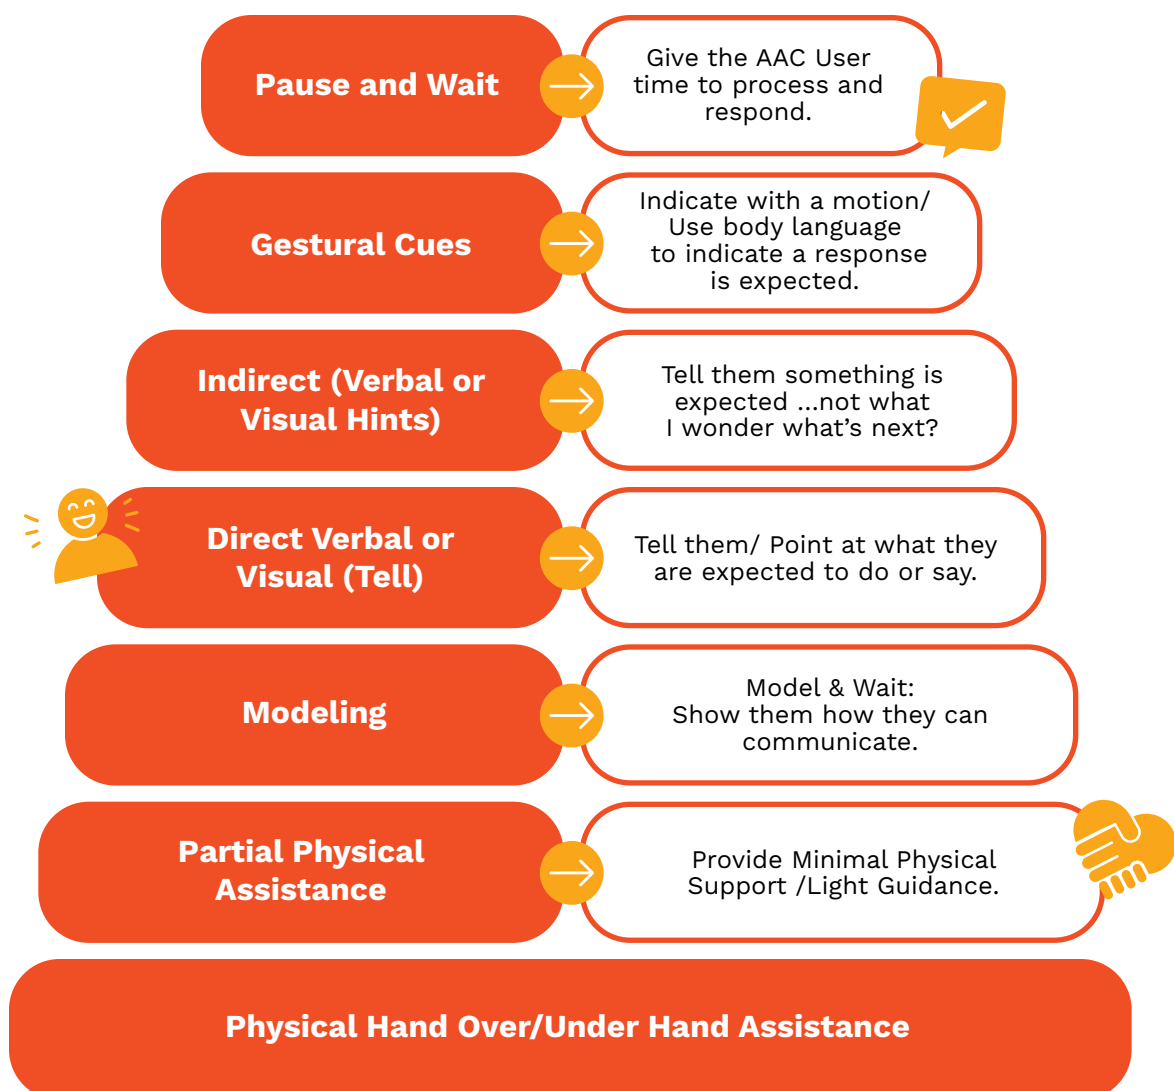 Pause and Wait
Give the AAC User
time to process and
respond.
Gestural Cues
Indicate with a motion/
Use body language
to indicate a response
is expected.
Indirect (Verbal or
Visual Hints)
Tell them something is
expected ...not what
I wonder what’s next?
Direct Verbal or
Visual (Tell)
Tell them/ Point at what they
are expected to do or say.
Modeling
Model & Wait:
Show them how they can
communicate.
Partial Physical
Assistance
Provide Minimal Physical
Support /Light Guidance.
Physical Hand Over/Under Hand Assistance